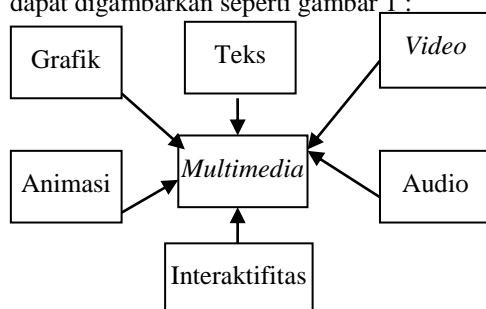 dapat digambarkan seperti gambar 1 :
Grafik
Teks
Video
Animasi
Multimedia
Audio
Interaktifitas